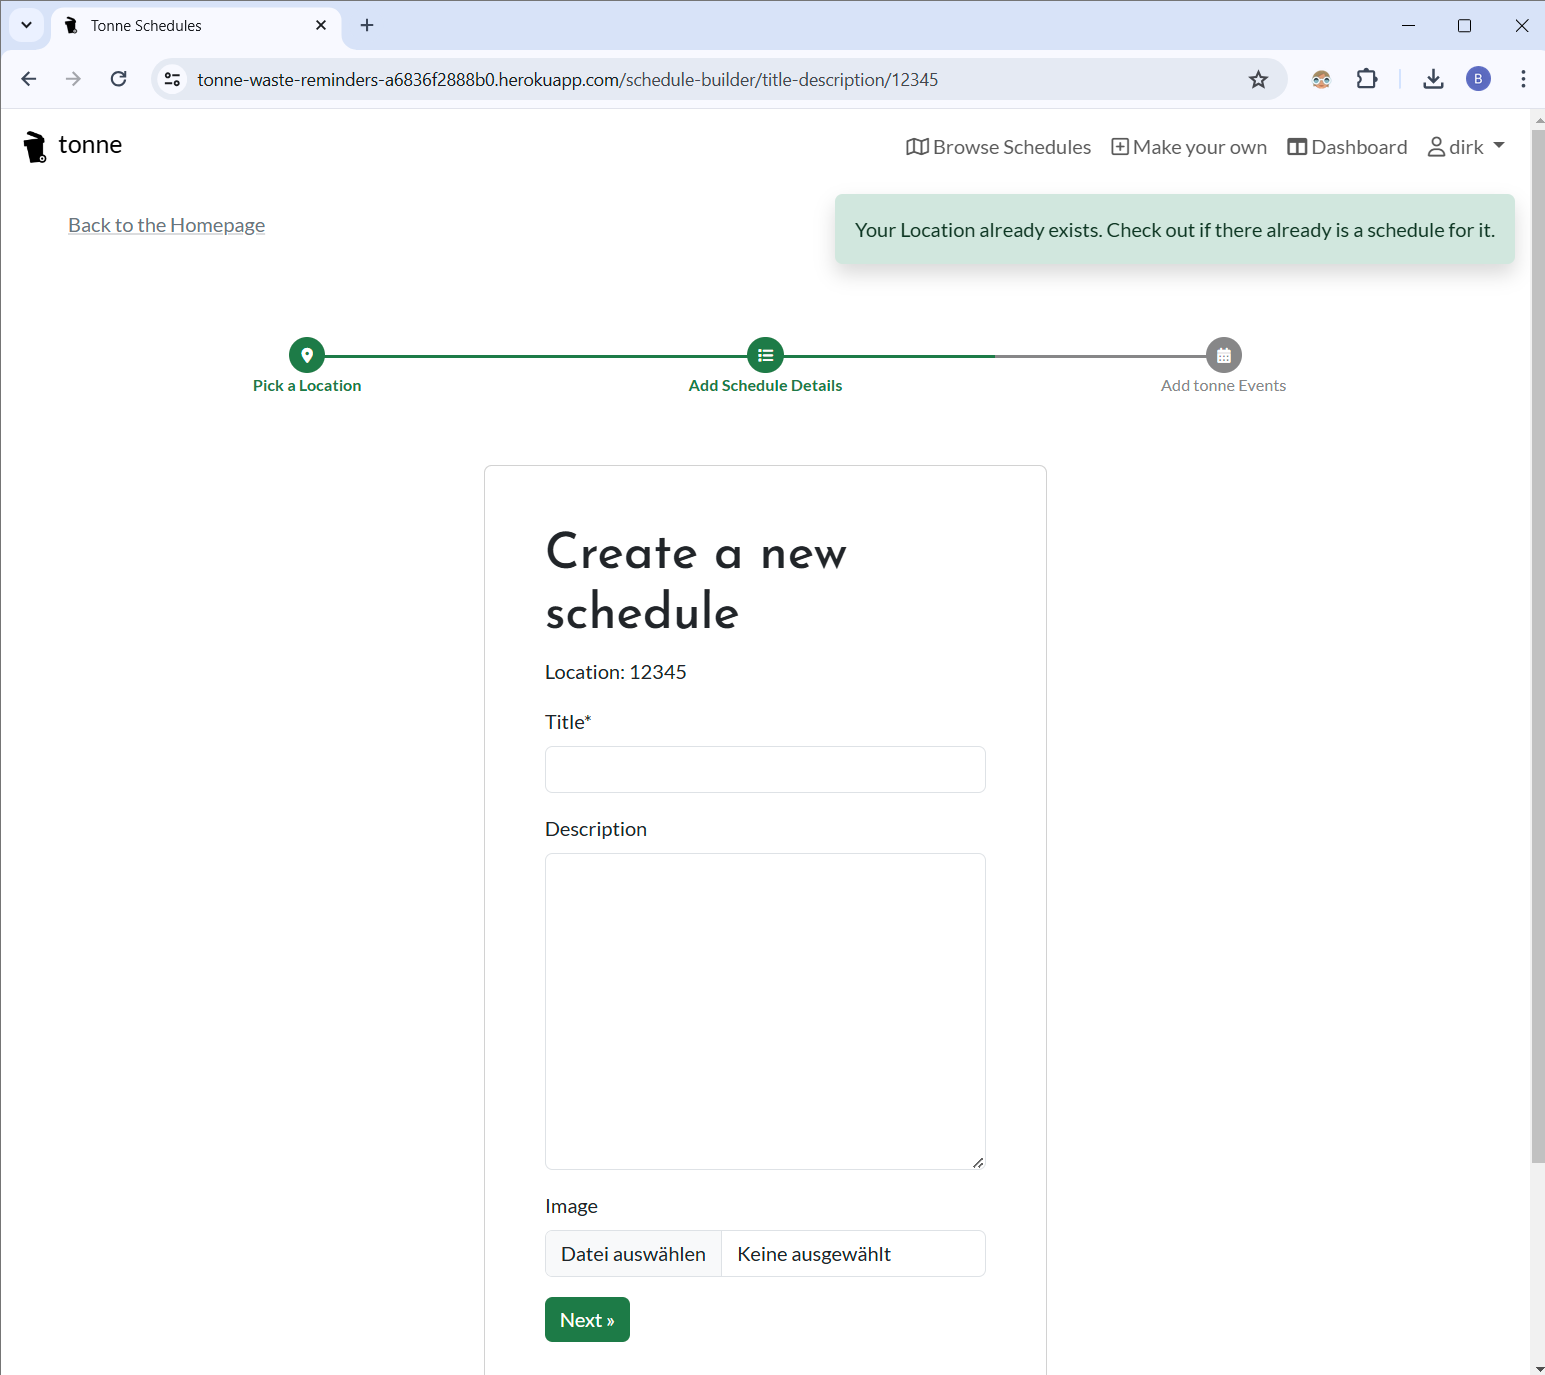 Tonne Schedules
tonne-waste-reminders-a6836f2888b0.herokuapp.com/schedule-builder/title-description/12345
B
tonne
Browse Schedules
Make your own
Dashboard
dirk
Back to the Homepage
Your Location already exists. Check out if there already is a schedule for it.
Pick a Location
Add Schedule Details
Add tonne Events
Create a new
schedule
Location: 12345
Title*
Description
Image
Datei auswählen Keine ausgewählt
Next »